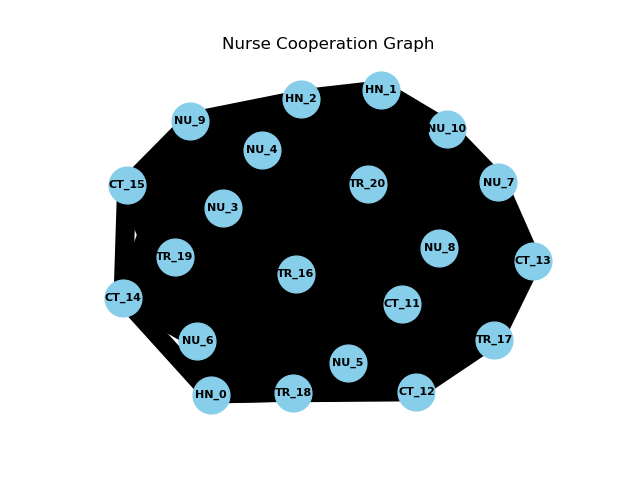 Nurse Cooperation Graph
HN_1
HN_2
NU_9
NU_10
NU_4
NU_7
TR_20
CT_15
NU_3
NU_8
TR_19
CT_13
TR_16
CT_14
CT_11
NU_6
TR_17
NU_5
CT_12
TR_18
HN_0